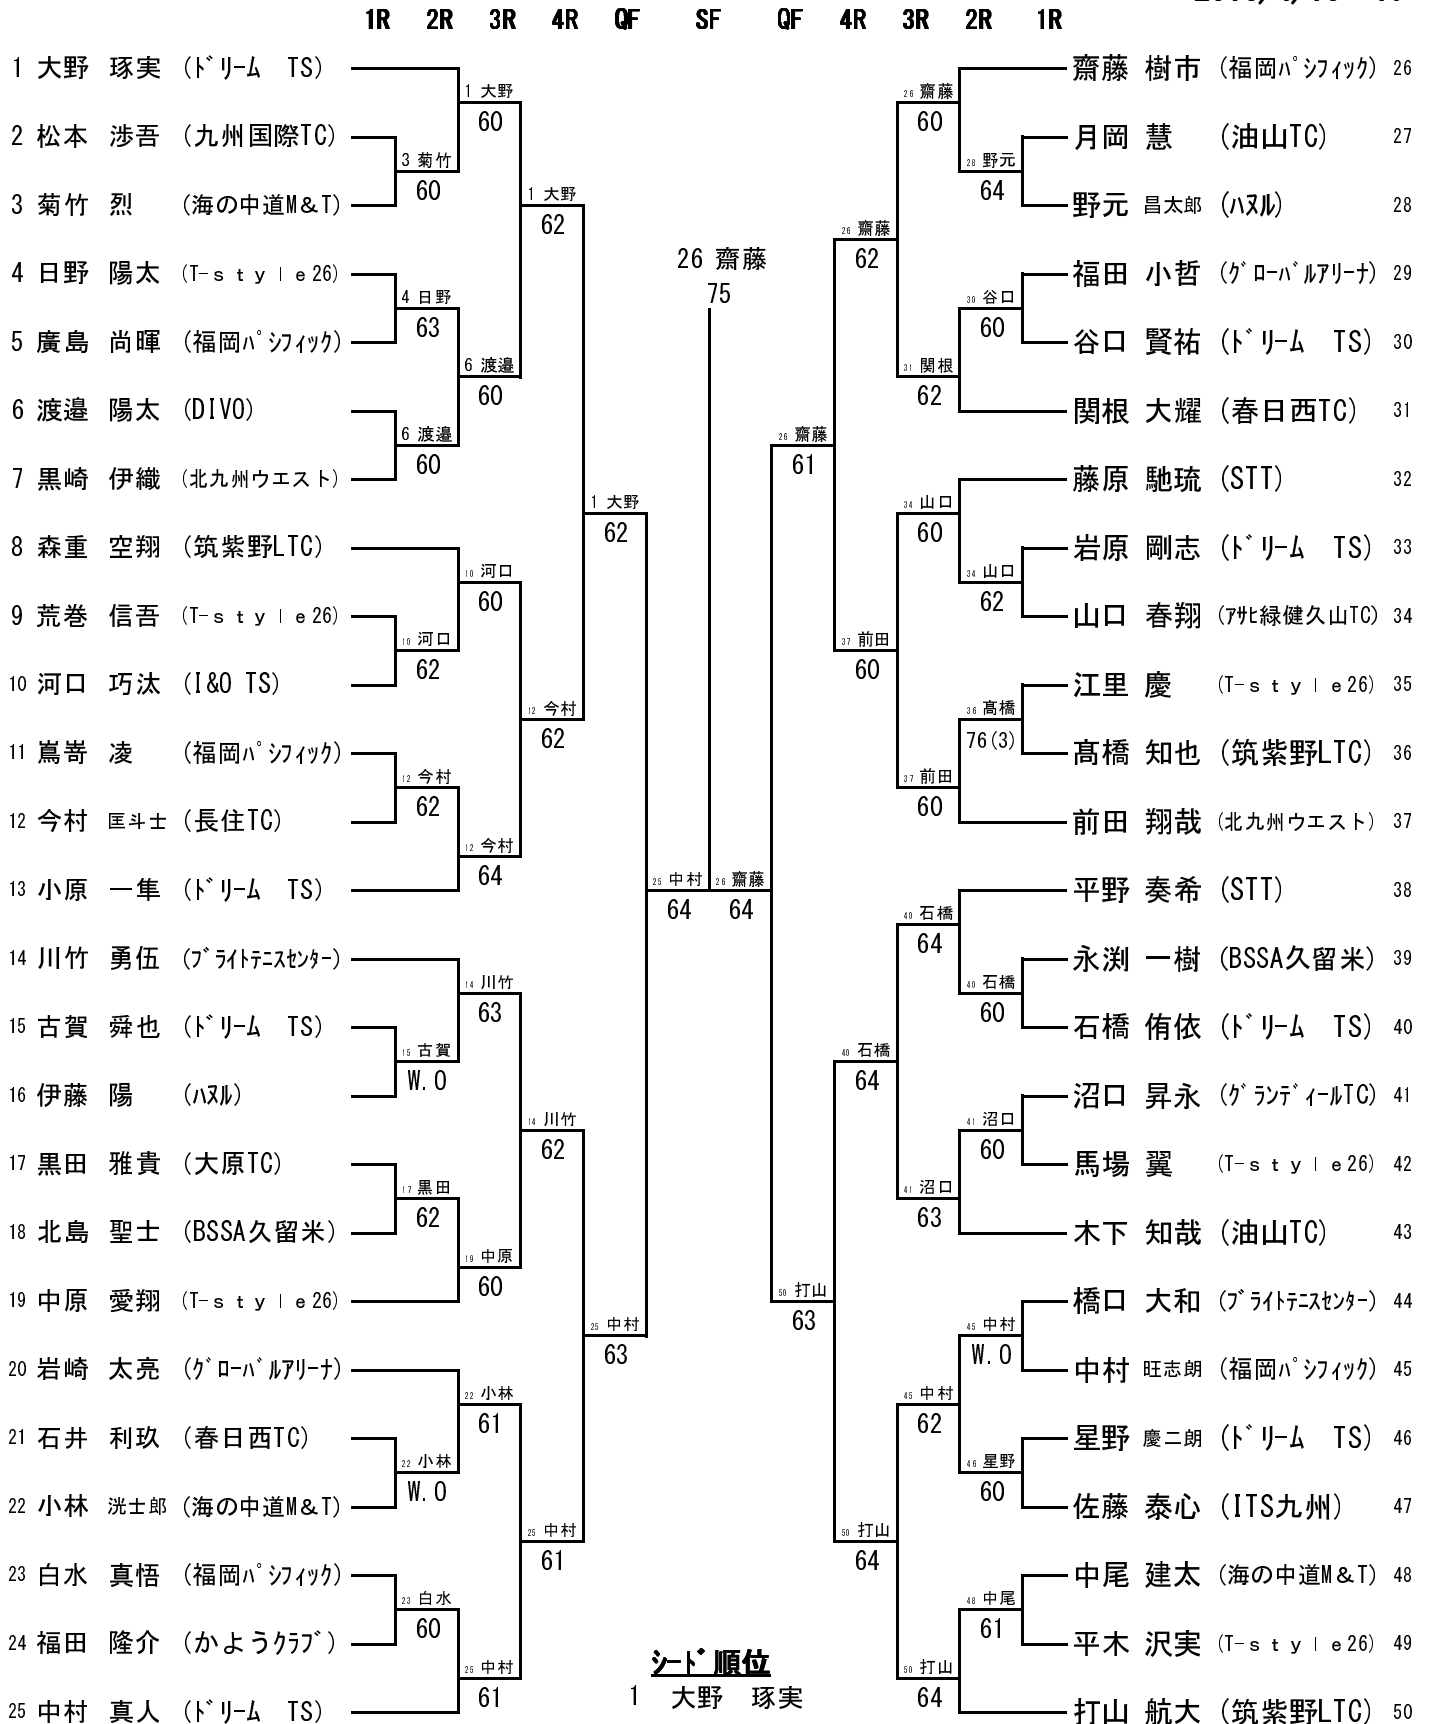 1R 2R 3R 4R QF SF QF 4R 3R 2R 1R
1 大野 琢実 (ﾄﾞﾘｰﾑ TS)
2 松本 渉吾 (九州国際TC)
3 菊竹 烈 (海の中道M&T)
4 日野 陽太 (T-ｓｔｙｌｅ26)
5 廣島 尚暉 (福岡ﾊﾟｼﾌｨｯｸ)
6 渡邉 陽太 (DIVO)
7 黒崎 伊織 (北九州ウエスト)
8 森重 空翔 (筑紫野LTC)
9 荒巻 信吾 (T-ｓｔｙｌｅ26)
10 河口 巧汰 (I&O TS)
11 嶌嵜 凌 (福岡ﾊﾟｼﾌｨｯｸ)
12 今村 匡斗士 (長住TC)
13 小原 一隼 (ﾄﾞﾘｰﾑ TS)
14 川竹 勇伍 (ﾌﾞﾗｲﾄﾃﾆｽｾﾝﾀｰ)
15 古賀 舜也 (ﾄﾞﾘｰﾑ TS)
16 伊藤 陽 (ﾊﾇﾙ)
17 黒田 雅貴 (大原TC)
18 北島 聖士 (BSSA久留米)
19 中原 愛翔 (T-ｓｔｙｌｅ26)
20 岩崎 太亮 (ｸﾞﾛｰﾊﾞﾙｱﾘｰﾅ)
21 石井 利玖 (春日西TC)
22 小林 洸士郎 (海の中道M&T)
23 白水 真悟 (福岡ﾊﾟｼﾌｨｯｸ)
24 福田 隆介 (かようｸﾗﾌﾞ)
25 中村 真人 (ﾄﾞﾘｰﾑ TS)
3 菊竹
60
4 日野
63
6 渡邉
60
10 河口
62
12 今村
62
15 古賀
W.O
17 黒田
62
22 小林
W.O
23 白水
60
1 大野
60
6 渡邉
60
10 河口
60
12 今村
64
14 川竹
63
19 中原
60
22 小林
61
25 中村
61
1 大野
62
12 今村
62
14 川竹
62
25 中村
61
1 大野
62
25 中村
63
25 中村
64
26 齋藤
75
26 齋藤
64
26 齋藤
61
50 打山
63
26 齋藤
62
37 前田
60
40 石橋
64
50 打山
64
26 齋藤
60
31 関根
62
34 山口
60
37 前田
60
40 石橋
64
41 沼口
63
45 中村
62
50 打山
64
28 野元
64
30 谷口
60
34 山口
62
36 髙橋
76(3)
40 石橋
60
41 沼口
60
45 中村
W.O
46 星野
60
48 中尾
61
齋藤 樹市 (福岡ﾊﾟｼﾌｨｯｸ) 26
月岡 慧 (油山TC) 27
野元 昌太郎 (ﾊﾇﾙ) 28
福田 小哲 (ｸﾞﾛｰﾊﾞﾙｱﾘｰﾅ) 29
谷口 賢祐 (ﾄﾞﾘｰﾑ TS) 30
関根 大耀 (春日西TC) 31
藤原 馳琉 (STT) 32
岩原 剛志 (ﾄﾞﾘｰﾑ TS) 33
山口 春翔 (ｱｻﾋ緑健久山TC) 34
江里 慶 (T-ｓｔｙｌｅ26) 35
髙橋 知也 (筑紫野LTC) 36
前田 翔哉 (北九州ウエスト) 37
平野 奏希 (STT) 38
永渕 一樹 (BSSA久留米) 39
石橋 侑依 (ﾄﾞﾘｰﾑ TS) 40
沼口 昇永 (ｸﾞﾗﾝﾃﾞｨｰﾙTC) 41
馬場 翼 (T-ｓｔｙｌｅ26) 42
木下 知哉 (油山TC) 43
橋口 大和 (ﾌﾞﾗｲﾄﾃﾆｽｾﾝﾀｰ) 44
中村 旺志朗 (福岡ﾊﾟｼﾌｨｯｸ) 45
星野 慶二朗 (ﾄﾞﾘｰﾑ TS) 46
佐藤 泰心 (ITS九州) 47
中尾 建太 (海の中道M&T) 48
平木 沢実 (T-ｓｔｙｌｅ26) 49
打山 航大 (筑紫野LTC) 50
ｼｰﾄﾞ順位
1 大野 琢実